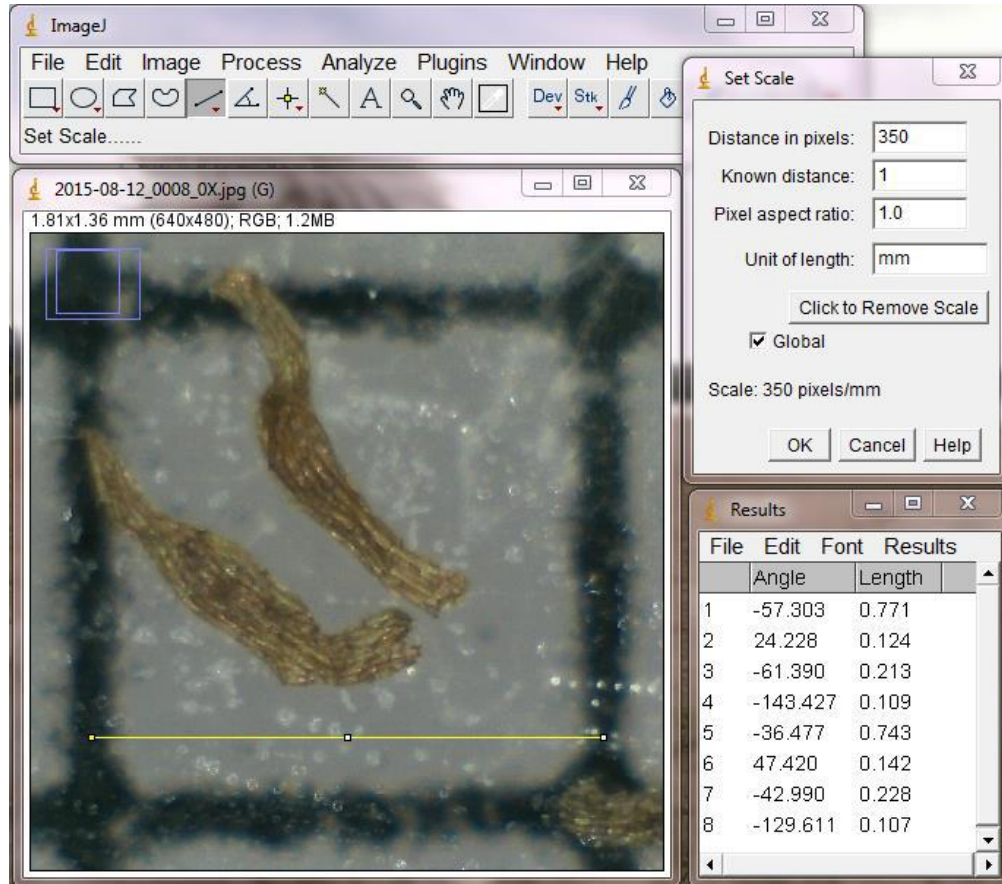 ImageJ
File Edit Image Process Analyze Plugins Window Help
A Dev Stk
Set Scale......
2015-08-12_0008_0X.jpg (G)
1.81x1.36 mm (640x480); RGB; 1.2MB
Set Scale
Distance in pixels: 350
Known distance: 1
Pixel aspect ratio: 1.0
Unit of length: mm
Click to Remove Scale
Global
Scale: 350 pixels/mm
OK Cancel Help
Results
File Edit Font Results
Angle Length
1 -57.303 0.771
2 24.228 0.124
3 -61.390 0.213
4 -143.427 0.109
5 -36.477 0.743
6 47.420 0.142
7 -42.990 0.228
8 -129.611 0.107